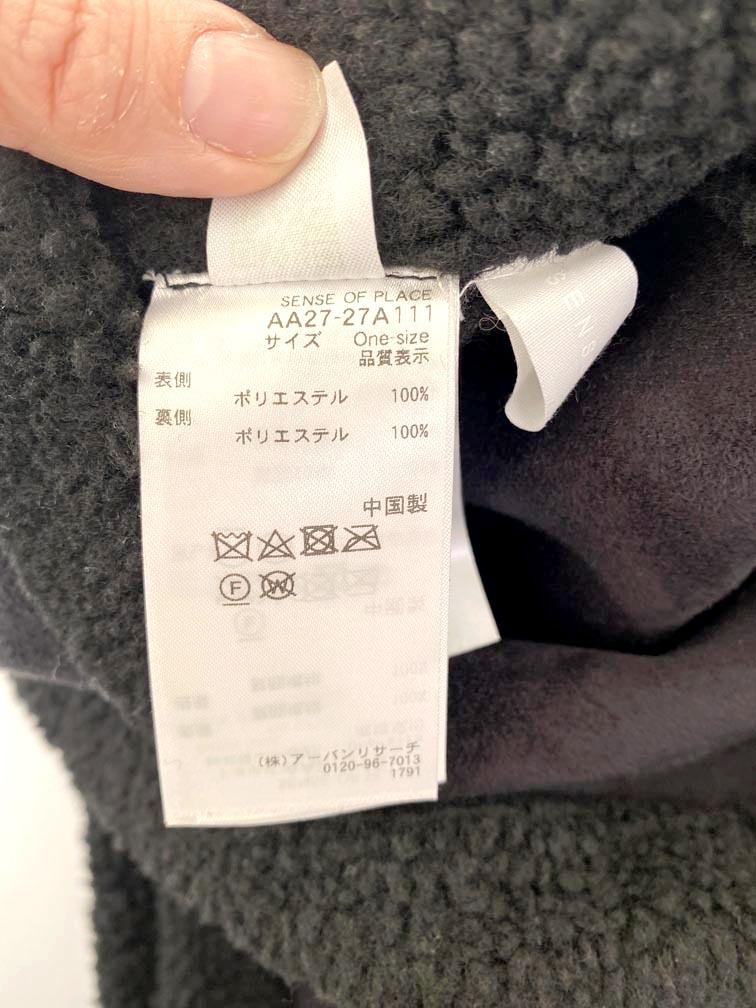 SENSE OF PLACE
AA27-27A111
サイズ One-size
品質表示
表側
ポリエステル 100%
裏側
ポリエステル 100%
中国製
F W
(株)アーバンリサーチ
0120-96-7013
1791
SENS